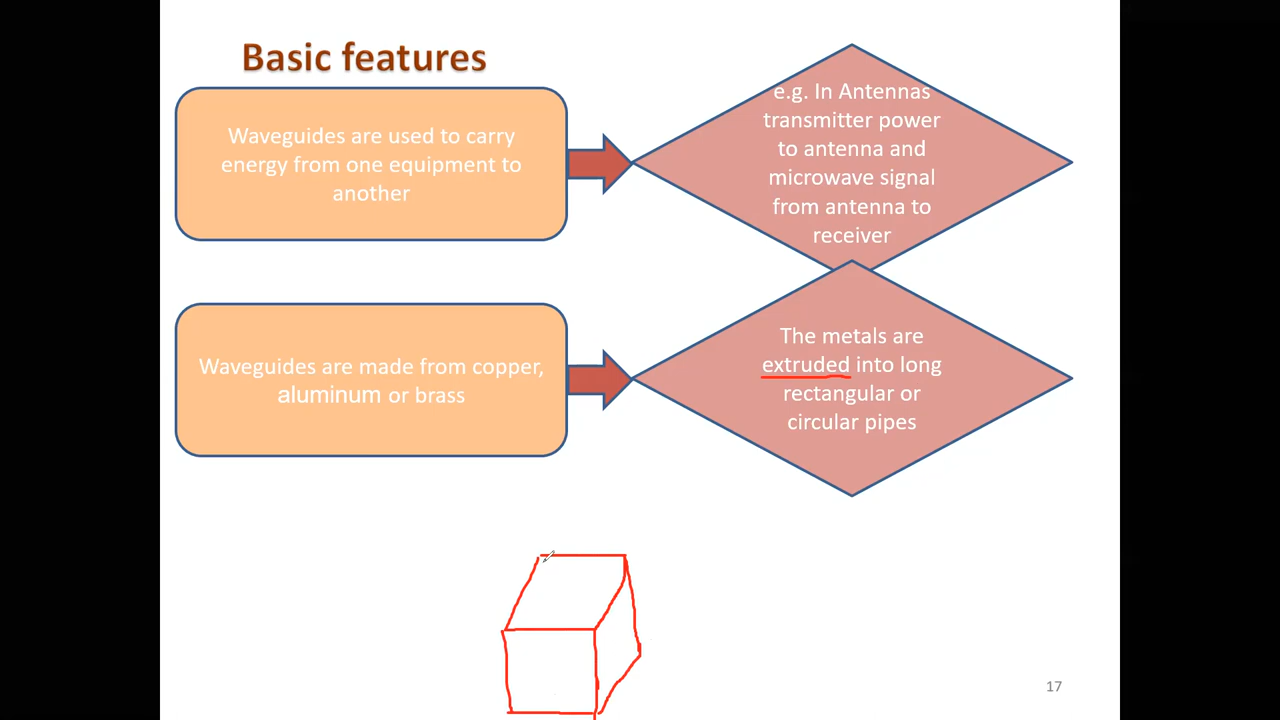 Basic features
Waveguides are used to carry
energy from one equipment to
another
e.g. In Antennas
transmitter power
to antenna and
microwave signal
from antenna to
receiver
Waveguides are made from copper,
aluminum or brass
The metals are
extruded into long
rectangular or
circular pipes
17